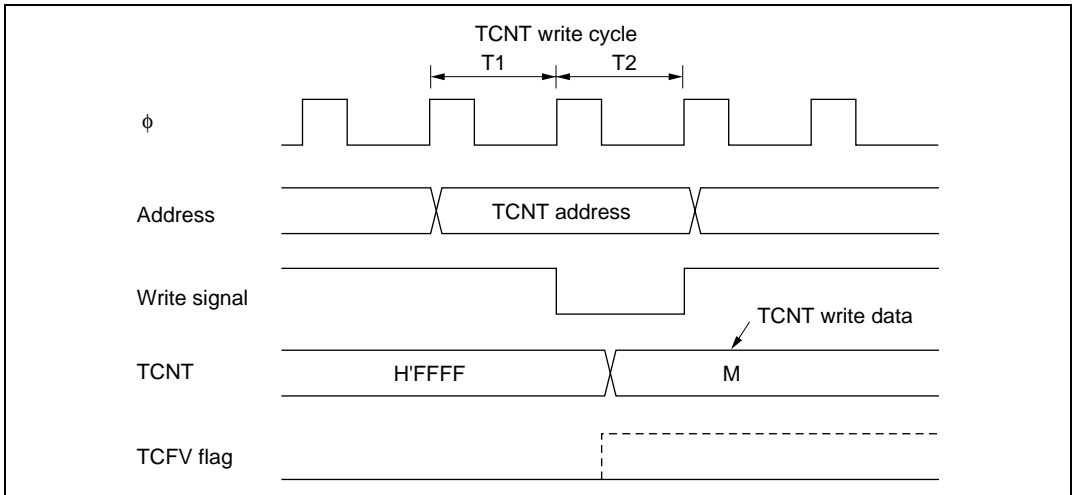 TCNT write cycle
T1 T2
ϕ
Address TCNT address
Write signal
TCNT write data
TCNT H'FFFF M
TCFV flag